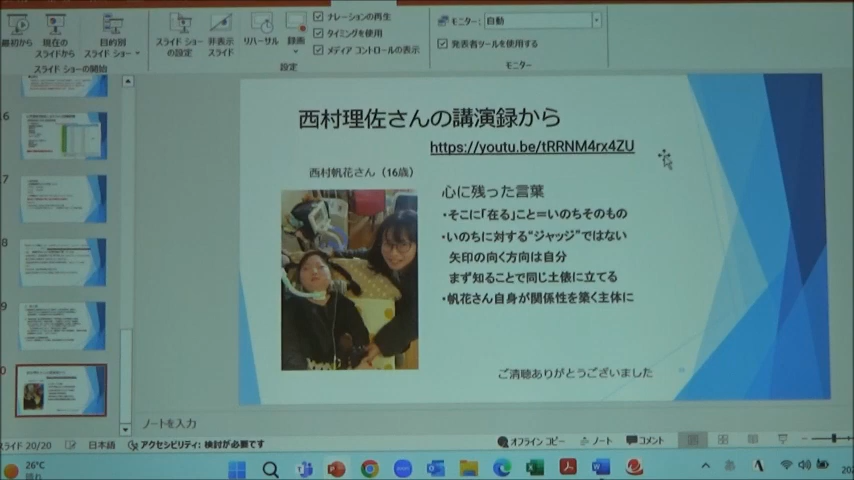 最初から
現在の
スライドから
目的別
スライド ショー
スライド ショーの開始
スライド ショー
の設定
非表示
スライド
リハーサル
録画
ナレーションの再生
タイミングを使用
メディア コントロールの表示
設定
モニター: 自動
発表者ツールを使用する
モニター
6
7
8
9
西村理佐さんの講演録から
https://youtu.be/tRRNM4rx4ZU
西村帆花さん（16歳）
心に残った言葉
・そこに「在る」こと＝いのちそのもの
・いのちに対する“ジャッジ”ではない
矢印の向く方向は自分
まず知ることで同じ土俵に立てる
・帆花さん自身が関係性を築く主体に
ご清聴ありがとうございました
ノートを入力
スライド 20/20
日本語
アクセシビリティ: 検討が必要です
オフライン コピー
ノート
コメント
26°C
晴れ